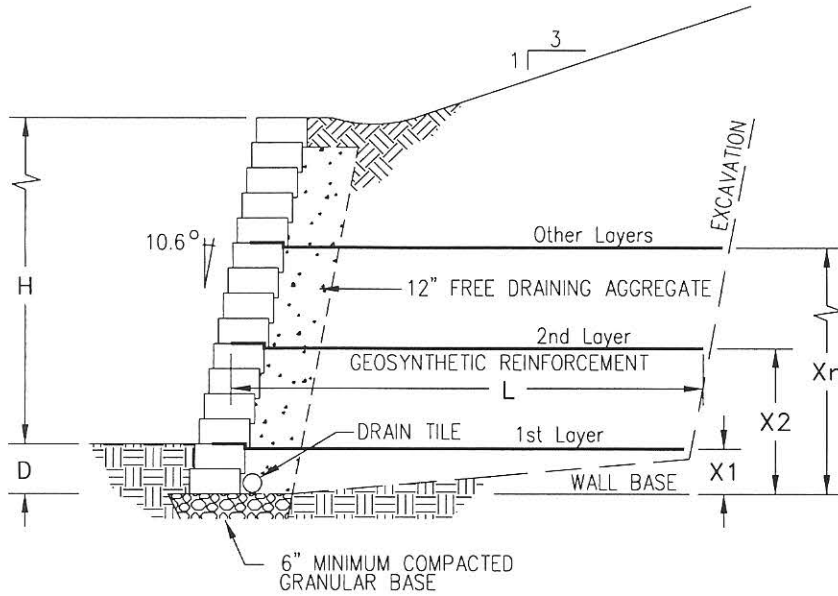 3
1
EXCAVATION
10.6°
Other Layers
H
12" FREE DRAINING AGGREGATE
2nd Layer
GEOSYNTHETIC REINFORCEMENT
L
Xn
X2
DRAIN TILE
1st Layer
D
X1
WALL BASE
6" MINIMUM COMPACTED
GRANULAR BASE